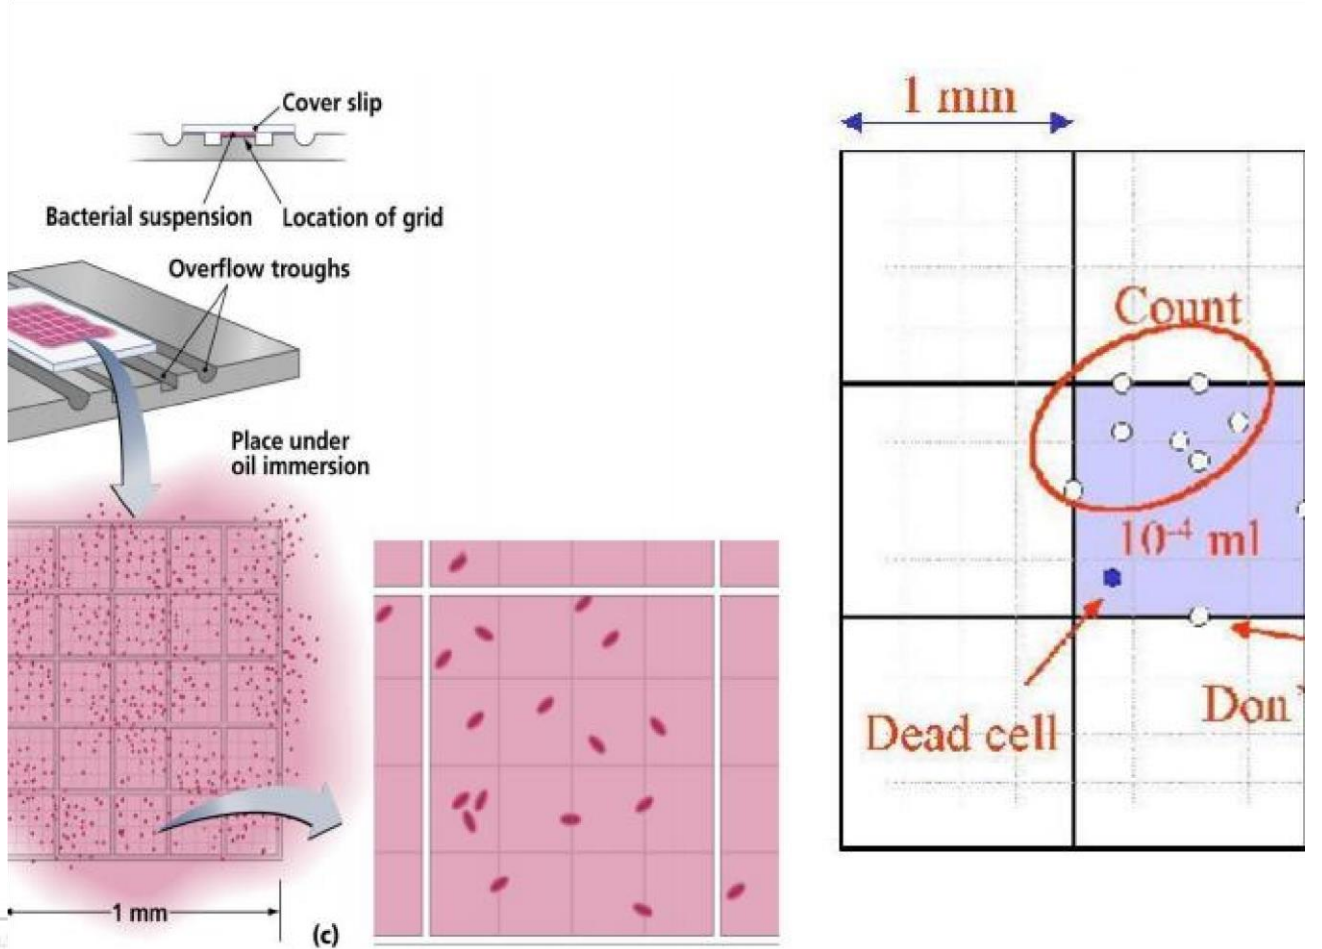 Cover slip
Bacterial suspension
Location of grid
Overflow troughs
Place under
oil immersion
1 mm
(c)
1 mm
Count
10⁻⁴ ml
Dead cell
Don'